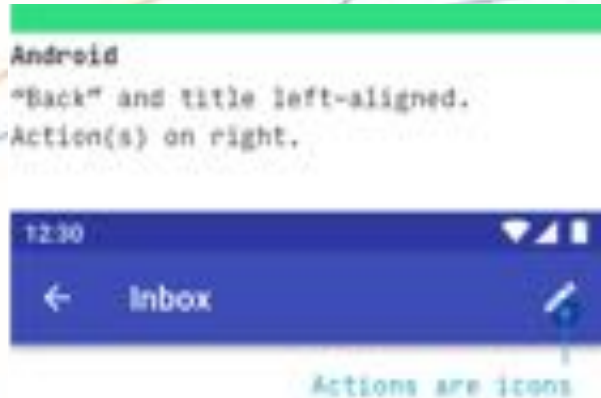 Android
“Back” and title left-aligned.
Action(s) on right.
12:30
Inbox
Actions are icons